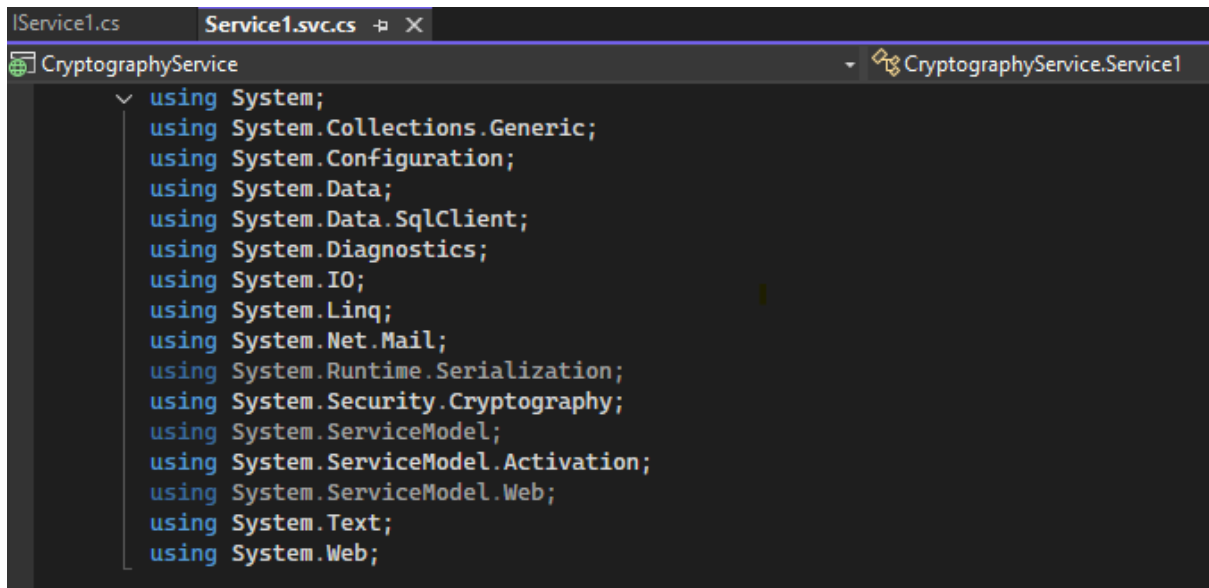 IService1.cs Service1.svc.cs
CryptographyService CryptographyService.Service1
using System;
using System.Collections.Generic;
using System.Configuration;
using System.Data;
using System.Data.SqlClient;
using System.Diagnostics;
using System.IO;
using System.Linq;
using System.Net.Mail;
using System.Runtime.Serialization;
using System.Security.Cryptography;
using System.ServiceModel;
using System.ServiceModel.Activation;
using System.ServiceModel.Web;
using System.Text;
using System.Web;